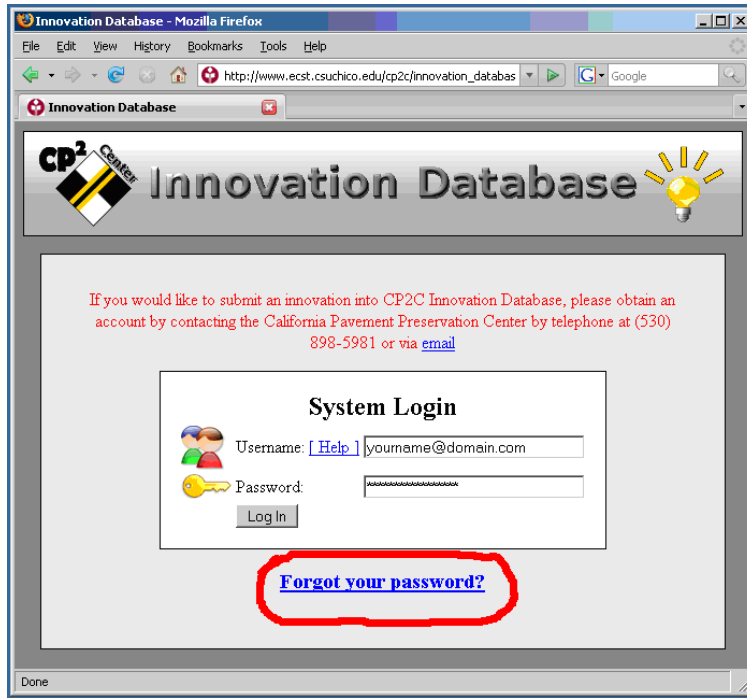 Innovation Database - Mozilla Firefox
File Edit View History Bookmarks Tools Help
http://www.ecst.csuchico.edu/cp2c/innovation_databas
G Google
Innovation Database
CP2 Center
Innovation Database
If you would like to submit an innovation into CP2C Innovation Database, please obtain an
account by contacting the California Pavement Preservation Center by telephone at (530)
898-5981 or via email
System Login
Username: [ Help ] yourname@domain.com
Password: ******************
Log In
Forgot your password?
Done